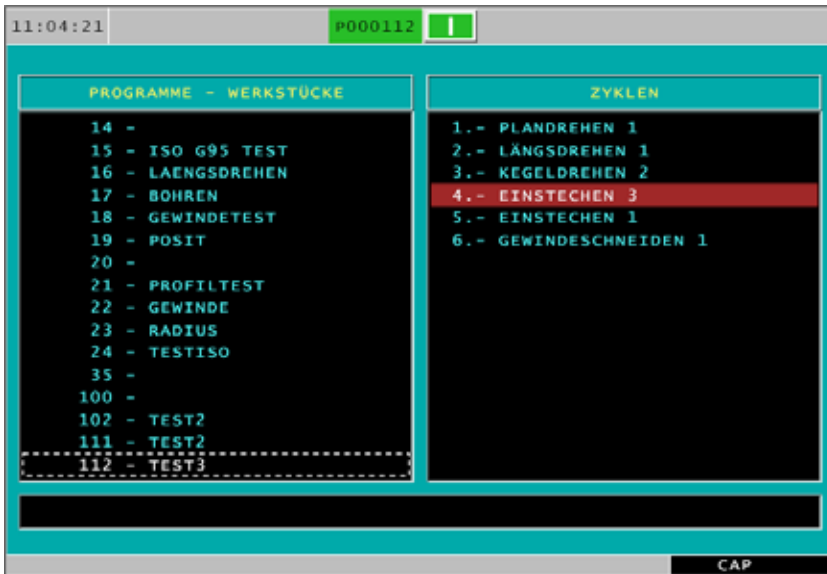 11:04:21 P000112
PROGRAMME - WERKSTÜCKE
14 -
15 - ISO G95 TEST
16 - LAENGSDREHEN
17 - BOHREN
18 - GEWINDETEST
19 - POSIT
20 -
21 - PROFILTEST
22 - GEWINDE
23 - RADIUS
24 - TESTISO
35 -
100 -
102 - TEST2
111 - TEST2
112 - TEST3
ZYKLEN
1.- PLANDREHEN 1
2.- LÄNGSDREHEN 1
3.- KEGELDREHEN 2
4.- EINSTECHEN 3
5.- EINSTECHEN 1
6.- GEWINDESCHNEIDEN 1
CAP